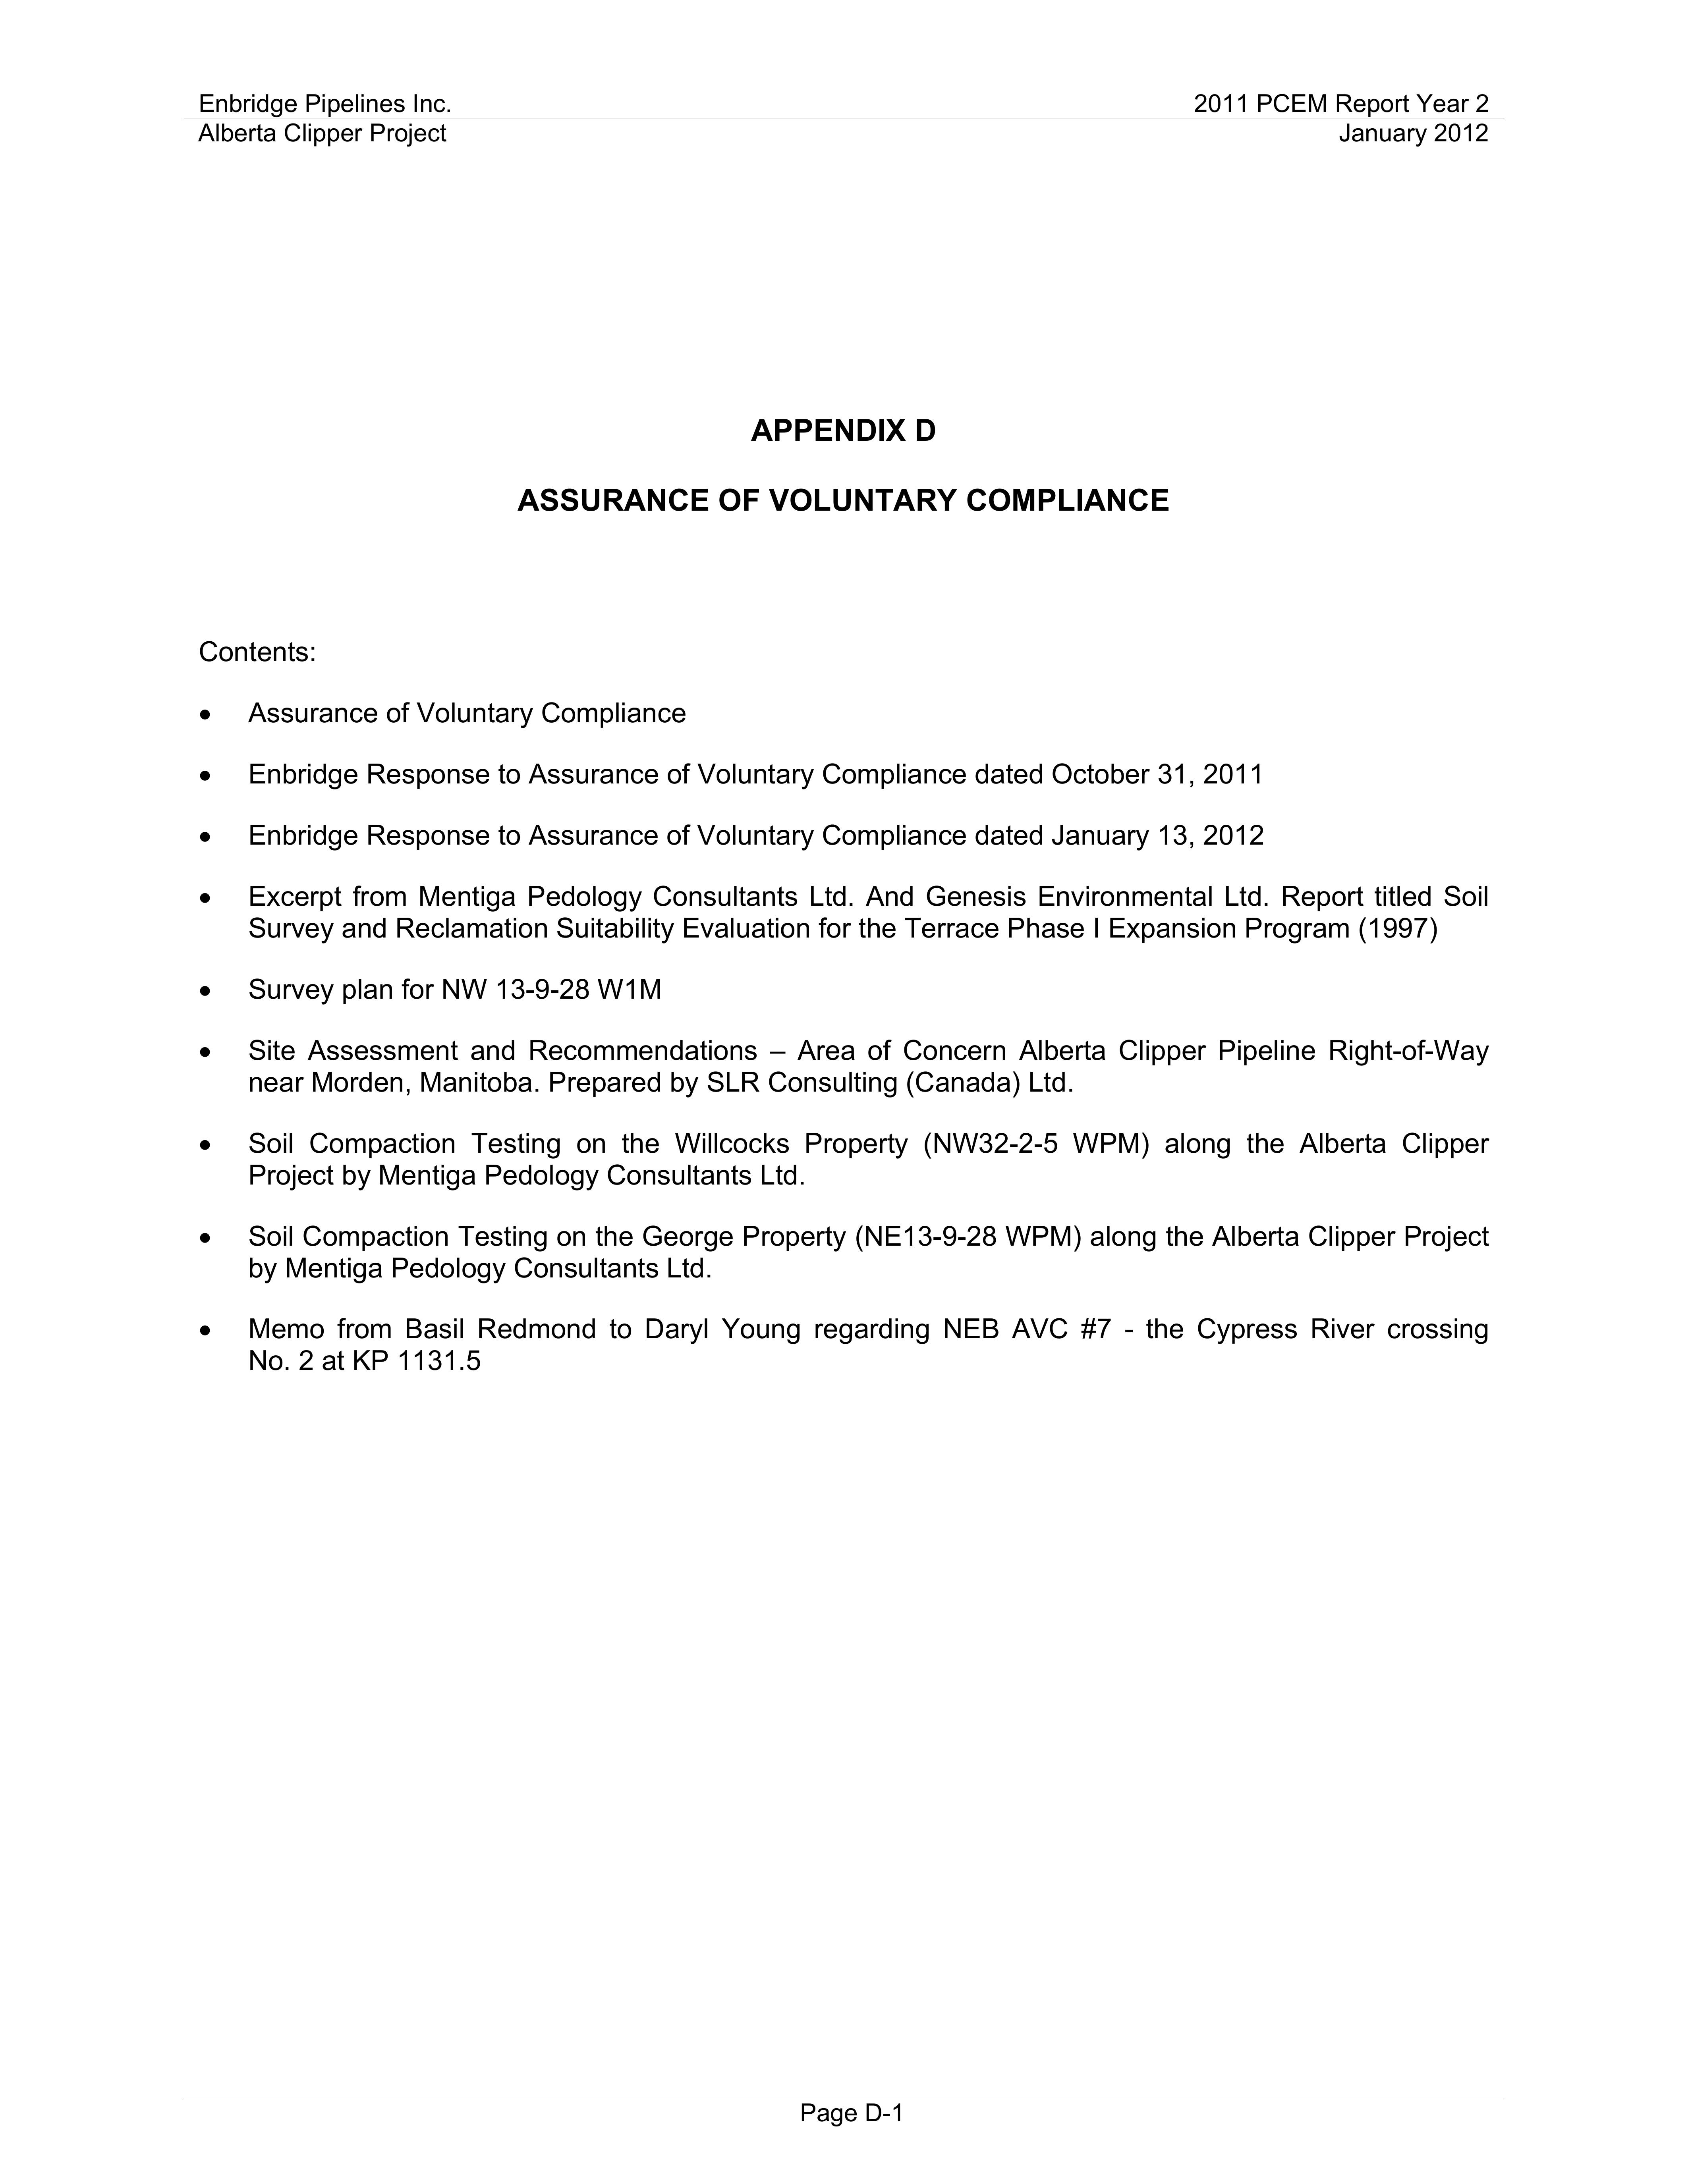 Enbridge Pipelines Inc. 2011 PCEM Report Year 2
Alberta Clipper Project January 2012
APPENDIX D
ASSURANCE OF VOLUNTARY COMPLIANCE
Contents:
• Assurance of Voluntary Compliance
• Enbridge Response to Assurance of Voluntary Compliance dated October 31, 2011
• Enbridge Response to Assurance of Voluntary Compliance dated January 13, 2012
• Excerpt from Mentiga Pedology Consultants Ltd. And Genesis Environmental Ltd. Report titled Soil
Survey and Reclamation Suitability Evaluation for the Terrace Phase I Expansion Program (1997)
• Survey plan for NW 13-9-28 W1M
• Site Assessment and Recommendations – Area of Concern Alberta Clipper Pipeline Right-of-Way
near Morden, Manitoba. Prepared by SLR Consulting (Canada) Ltd.
• Soil Compaction Testing on the Willcocks Property (NW32-2-5 WPM) along the Alberta Clipper
Project by Mentiga Pedology Consultants Ltd.
• Soil Compaction Testing on the George Property (NE13-9-28 WPM) along the Alberta Clipper Project
by Mentiga Pedology Consultants Ltd.
• Memo from Basil Redmond to Daryl Young regarding NEB AVC #7 - the Cypress River crossing
No. 2 at KP 1131.5
Page D-1